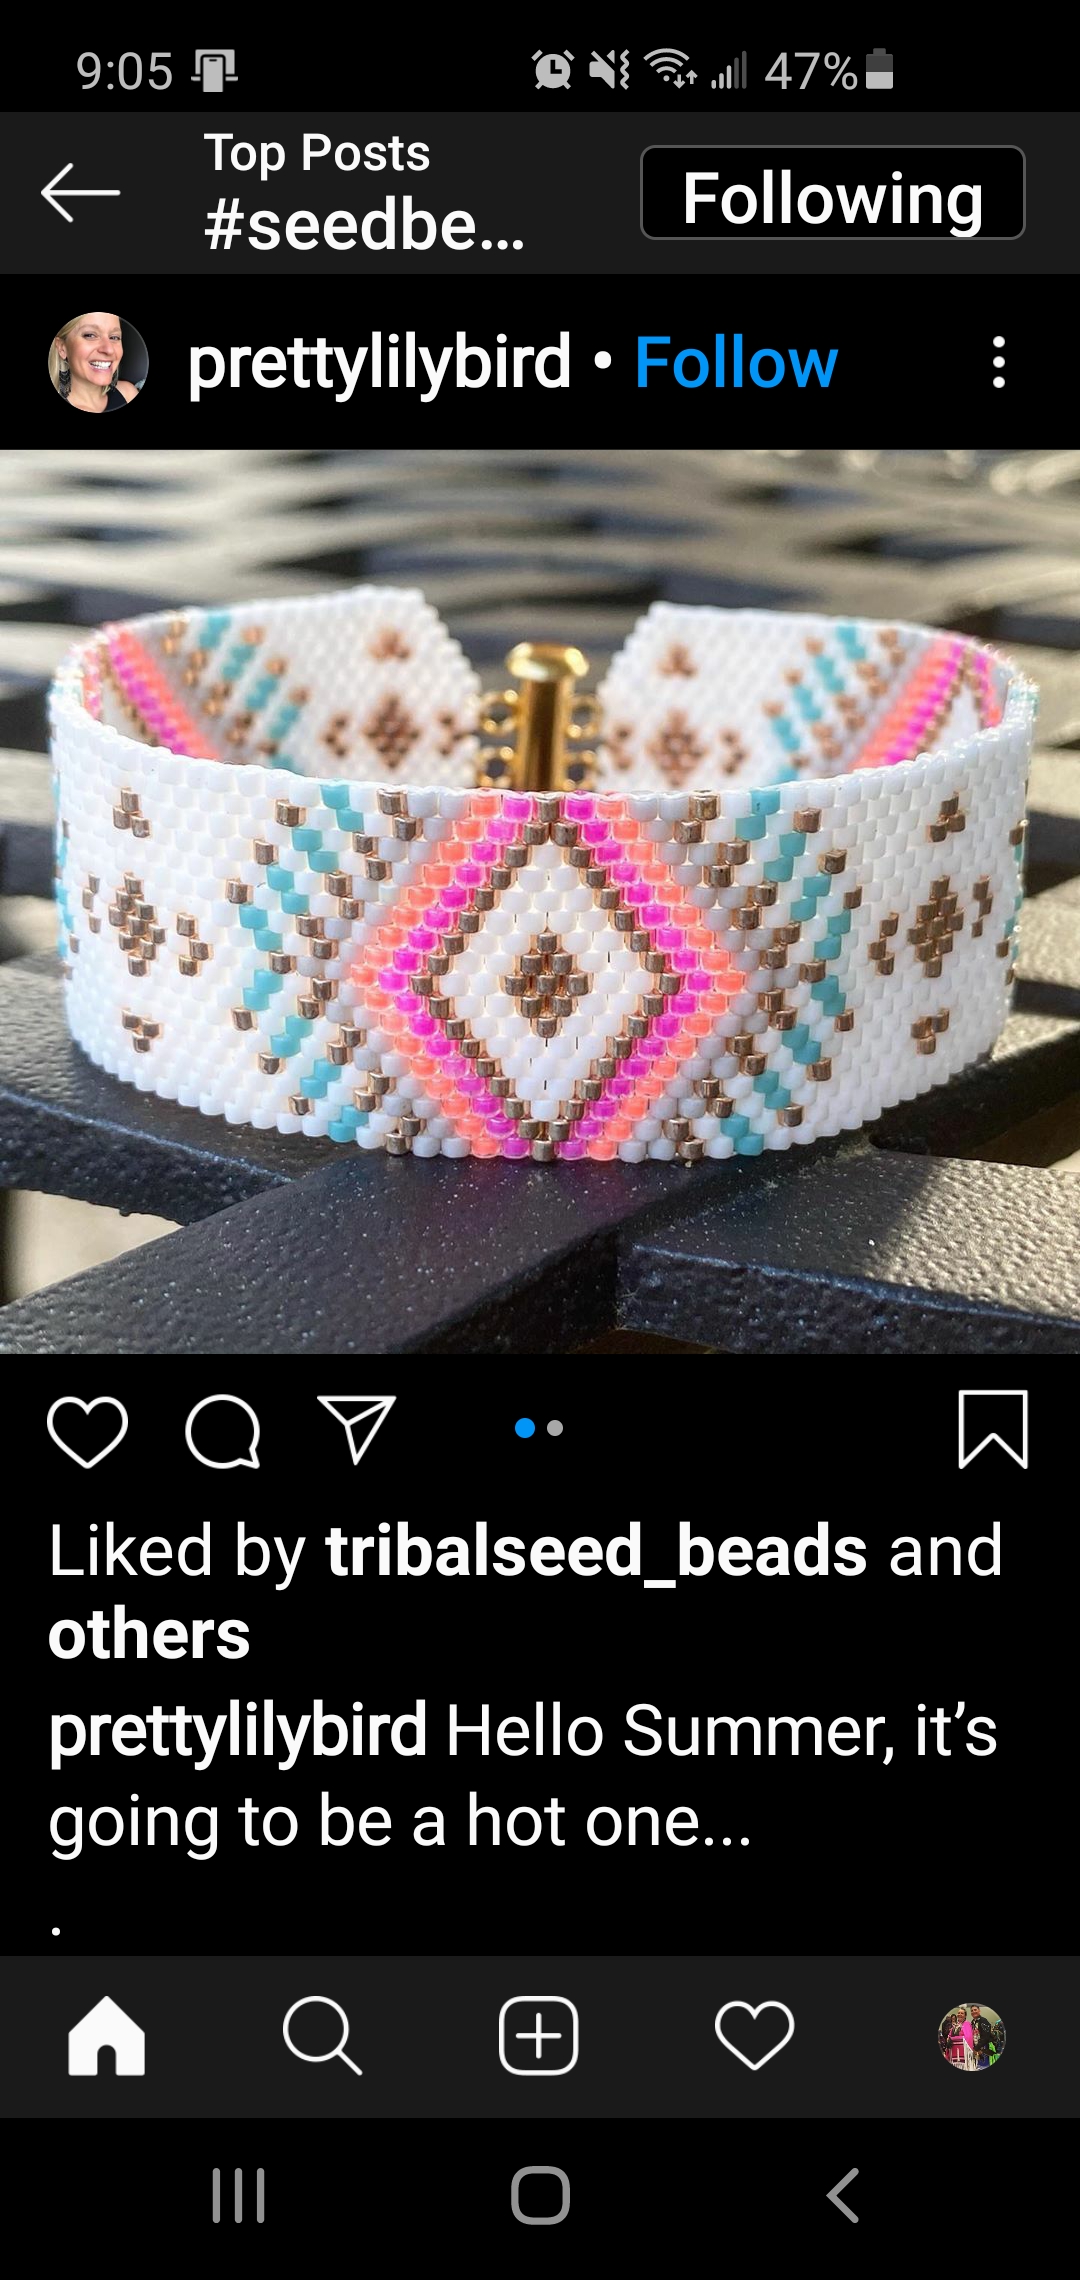 9:05 47%
Top Posts
#seedbe...
Following
prettylilybird • Follow
Liked by tribalseed_beads and
others
prettylilybird Hello Summer, it’s
going to be a hot one...
.